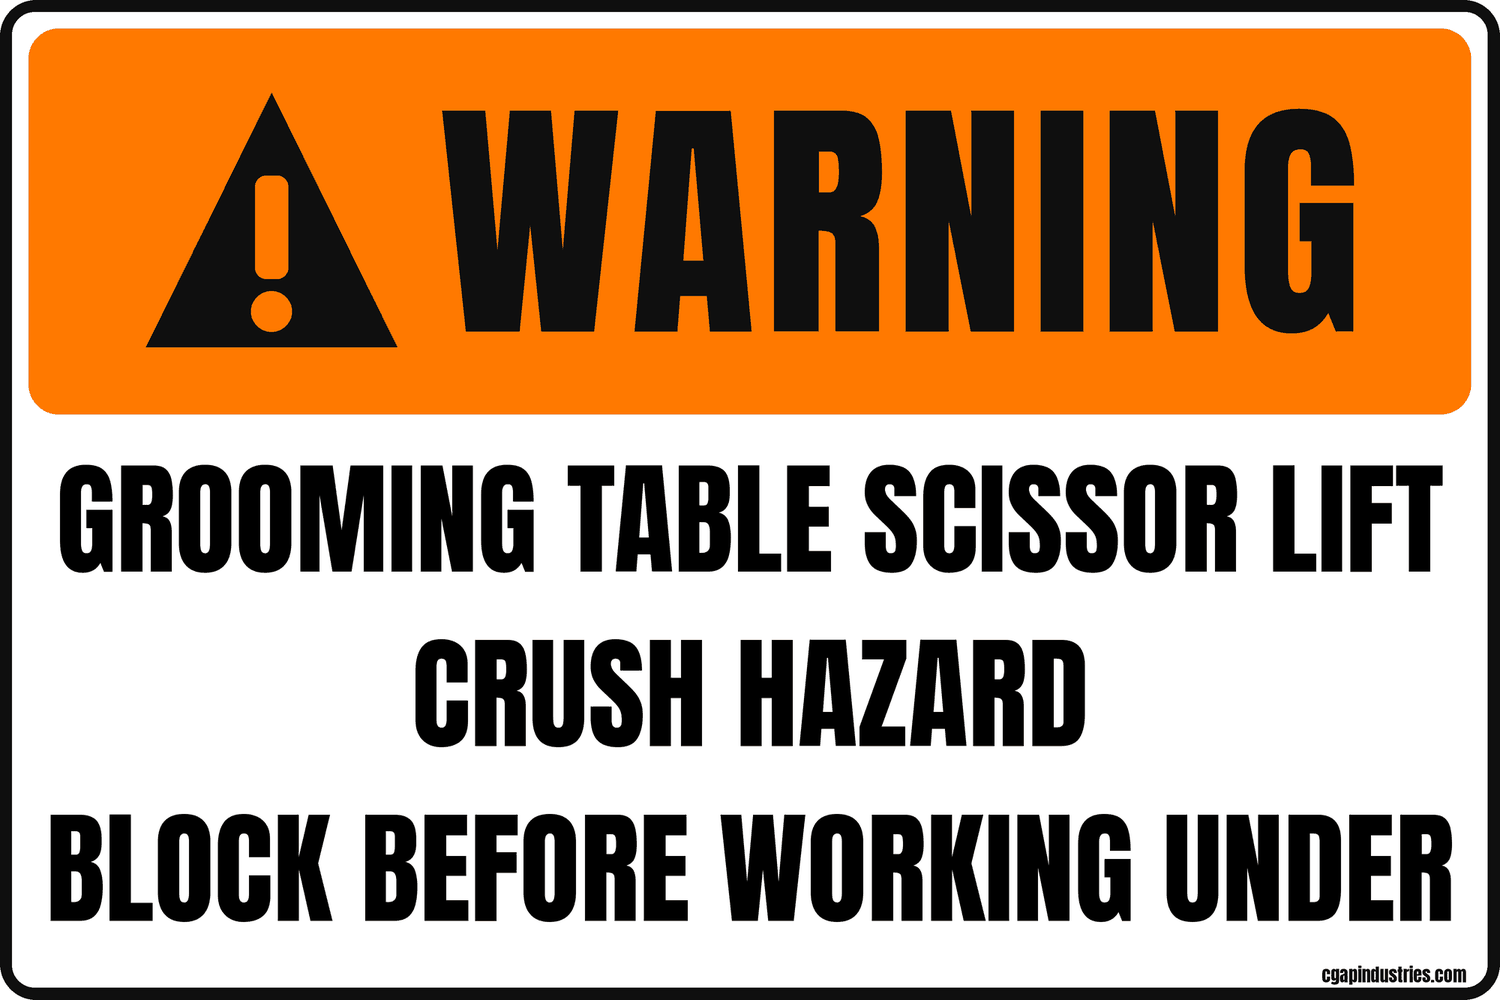 WARNING
GROOMING TABLE SCISSOR LIFT
CRUSH HAZARD
BLOCK BEFORE WORKING UNDER
cgapindustries.com